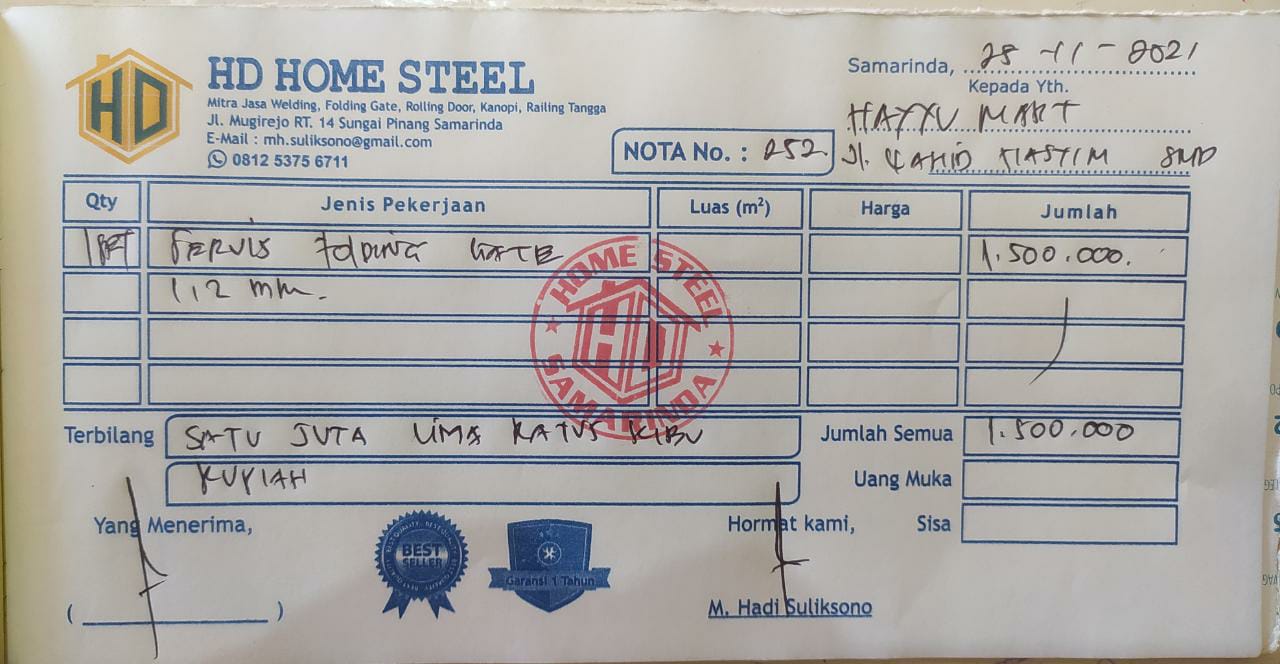 HD
HD HOME STEEL
Mitra Jasa Welding, Folding Gate, Rolling Door, Kanopi, Railing Tangga
Jl. Mugirejo RT. 14 Sungai Pinang Samarinda
E-Mail : mh.suliksono@gmail.com
0812 5375 6711
Samarinda, 28 -11 - 2021
Kepada Yth.
HAYYU MART
NOTA No. : 252
Jl. WAHID HASYIM SMD
Qty Jenis Pekerjaan Luas (m²) Harga Jumlah
SERVIS FOLDING GATE 1.500.000.
1,2 mm.
HOME STEEL
HD
SAMARINDA
Terbilang SATU JUTA LIMA RATUS RIBU Jumlah Semua 1.500.000
RUPIAH Uang Muka
Yang Menerima, Hormat kami, Sisa
BEST SELLER
Garansi 1 Tahun
( ) M. Hadi Suliksono